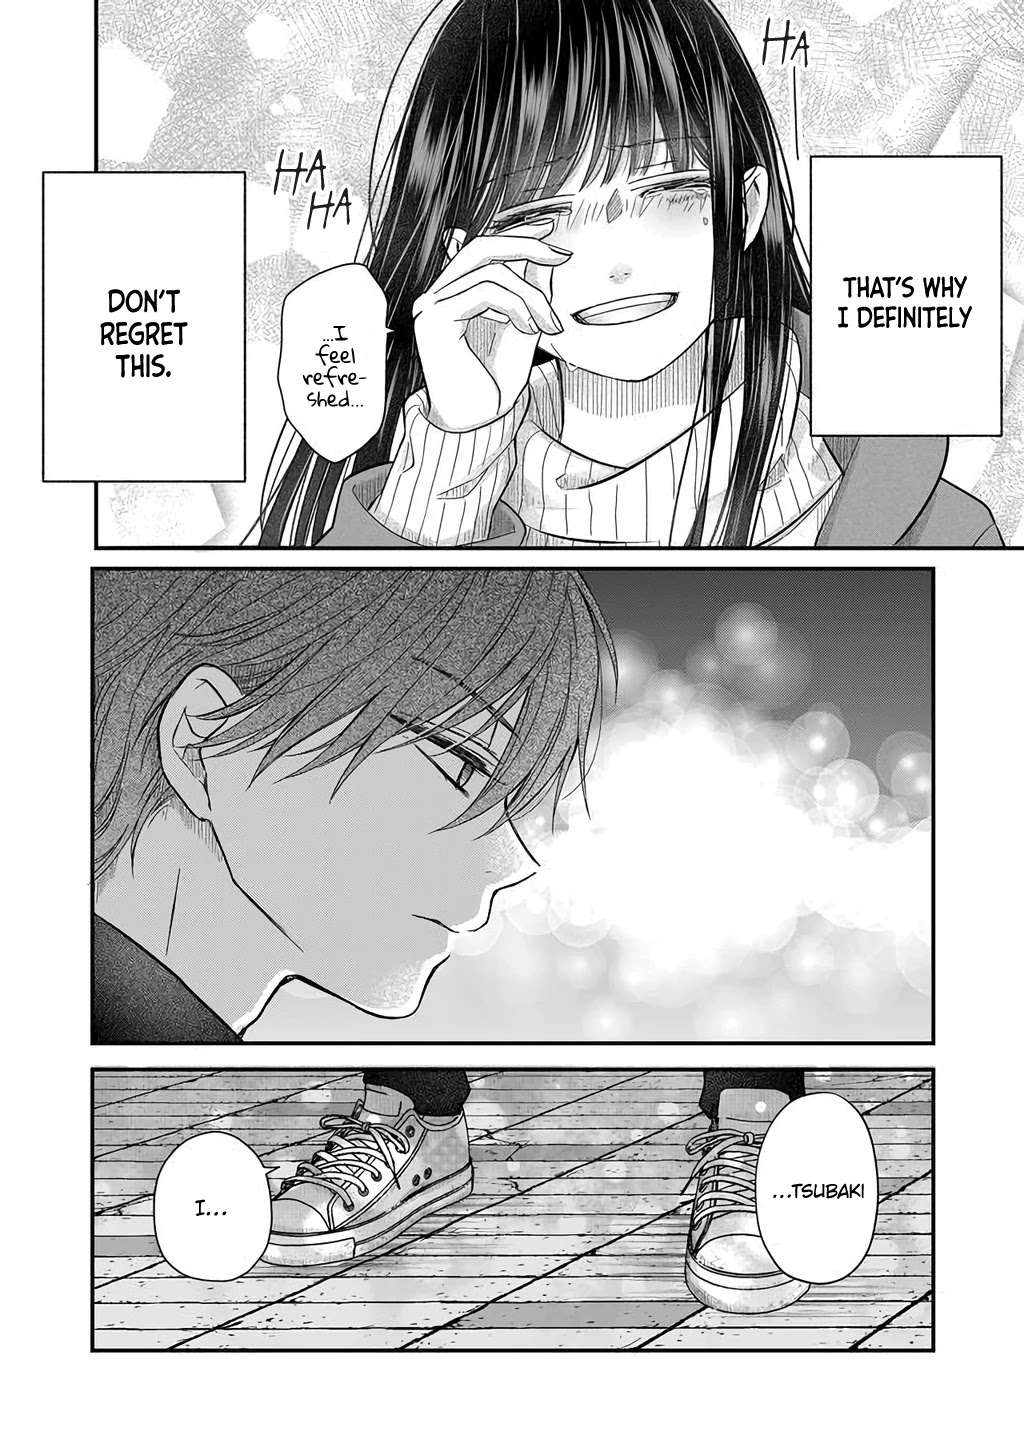 HA
THAT'S WHY
I DEFINITELY
HA
HA
...I
feel
refre-
shed...
DON'T
REGRET
THIS.
...TSUBAKI
I...